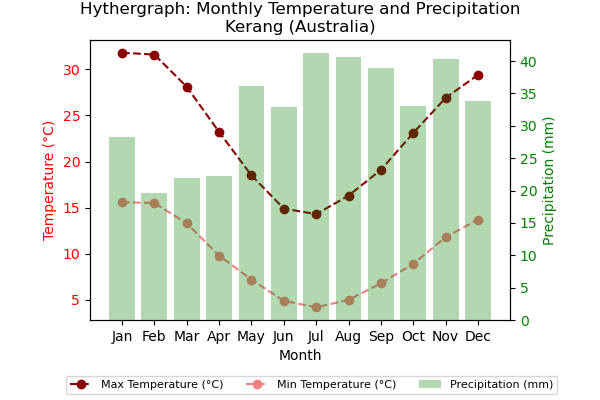 Hythergraph: Monthly Temperature and Precipitation
Kerang (Australia)
Temperature (°C)
30
25
20
15
10
5
Precipitation (mm)
40
35
30
25
20
15
10
5
0
Jan Feb Mar Apr May Jun Jul Aug Sep Oct Nov Dec
Month
Max Temperature (°C) Min Temperature (°C) Precipitation (mm)